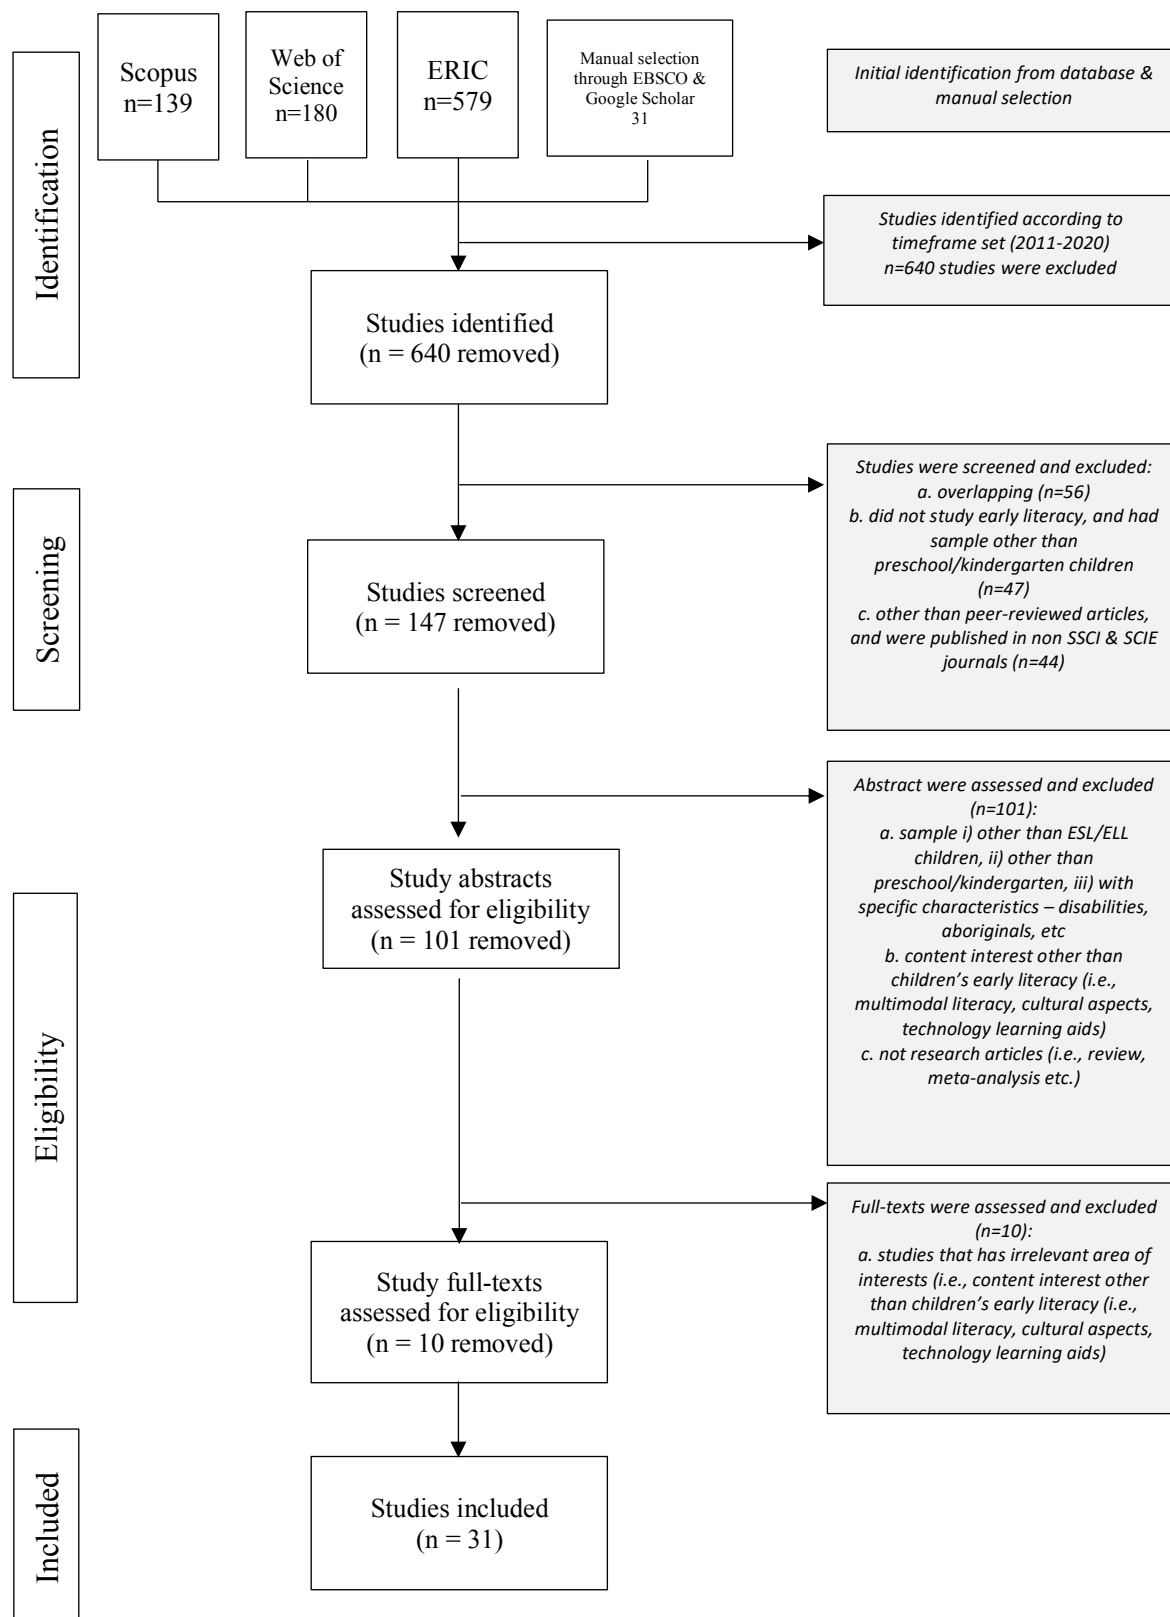 Identification
Scopus
n=139
Web of
Science
n=180
ERIC
n=579
Manual selection
through EBSCO &
Google Scholar
31
Initial identification from database &
manual selection
Studies identified according to
timeframe set (2011-2020)
n=640 studies were excluded
Studies identified
(n = 640 removed)
Screening
Studies were screened and excluded:
a. overlapping (n=56)
b. did not study early literacy, and had
sample other than
preschool/kindergarten children
(n=47)
c. other than peer-reviewed articles,
and were published in non SSCI & SCIE
journals (n=44)
Studies screened
(n = 147 removed)
Eligibility
Abstract were assessed and excluded
(n=101):
a. sample i) other than ESL/ELL
children, ii) other than
preschool/kindergarten, iii) with
specific characteristics – disabilities,
aboriginals, etc
b. content interest other than
children’s early literacy (i.e.,
multimodal literacy, cultural aspects,
technology learning aids)
c. not research articles (i.e., review,
meta-analysis etc.)
Study abstracts
assessed for eligibility
(n = 101 removed)
Full-texts were assessed and excluded
(n=10):
a. studies that has irrelevant area of
interests (i.e., content interest other
than children’s early literacy (i.e.,
multimodal literacy, cultural aspects,
technology learning aids)
Study full-texts
assessed for eligibility
(n = 10 removed)
Included
Studies included
(n = 31)